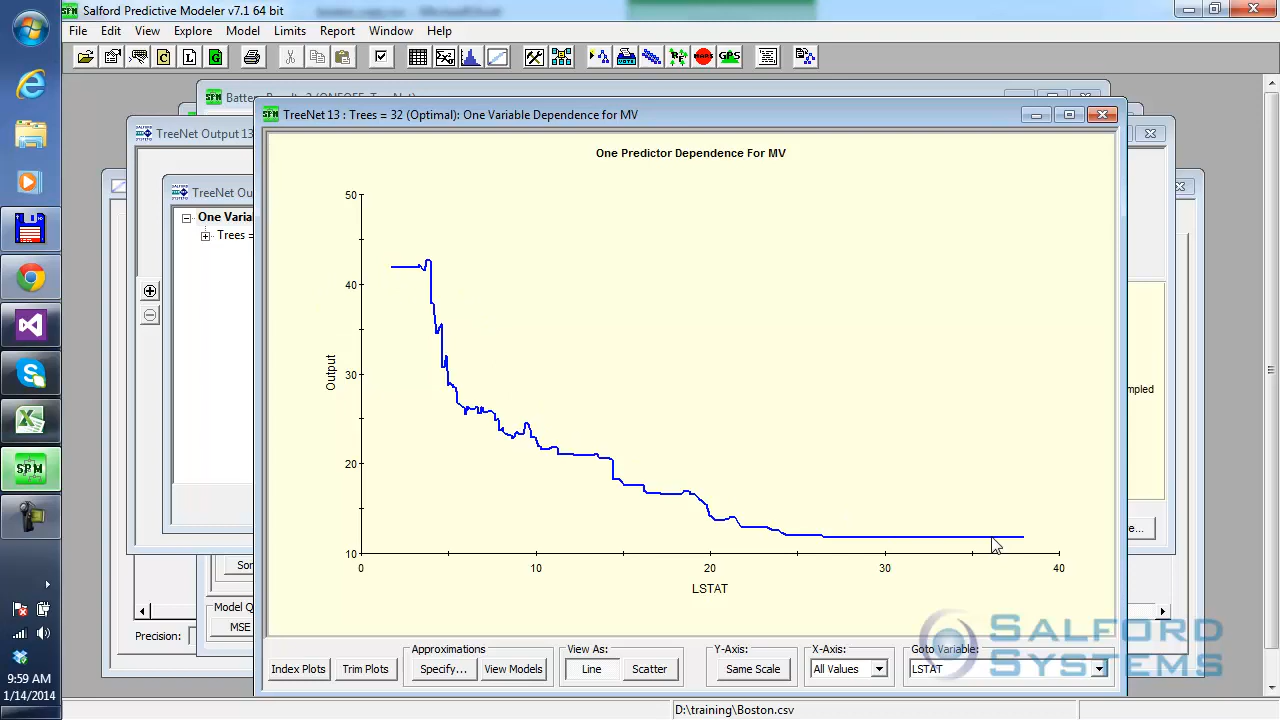 Salford Predictive Modeler v7.1 64 bit
File Edit View Explore Model Limits Report Window Help
TreeNet 13 : Trees = 32 (Optimal): One Variable Dependence for MV
TreeNet Output 13
TreeNet Ou
One Varia
Trees =
One Predictor Dependence For MV
50
40
30
20
10
Output
0 10 20 30 40
LSTAT
mpled
e...
Sor
Model Q
MSE
Precision:
Index Plots
Trim Plots
Approximations
Specify...
View Models
View As:
Line
Scatter
Y-Axis:
Same Scale
X-Axis:
All Values
Goto Variable:
LSTAT
SALFORD
SYSTEMS
9:59 AM
1/14/2014
D:\training\Boston.csv